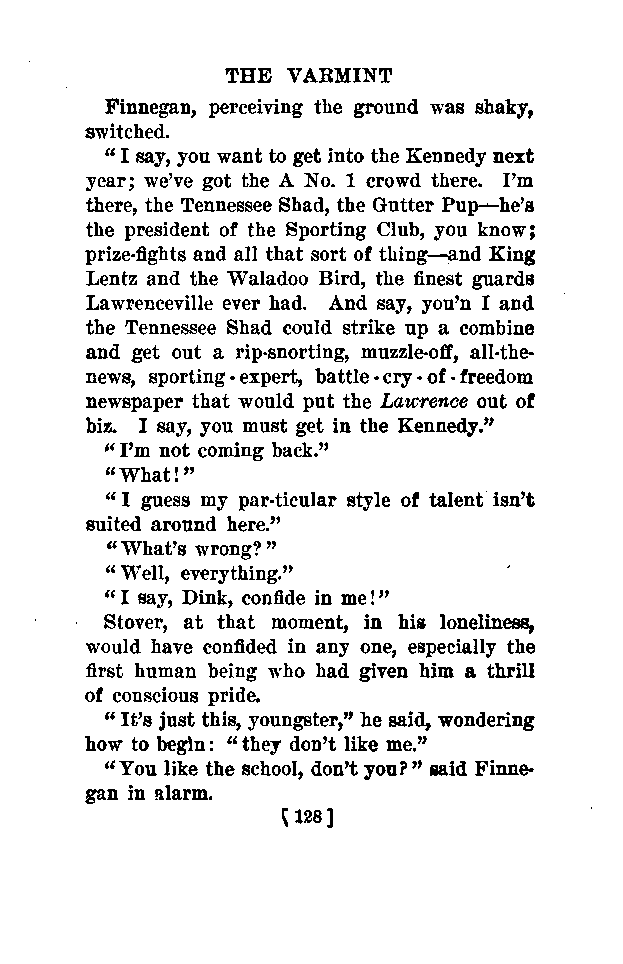 THE VARMINT
Finnegan, perceiving the ground was shaky,
switched.
“I say, you want to get into the Kennedy next
year; we’ve got the A No. 1 crowd there. I’m
there, the Tennessee Shad, the Gutter Pup—he’s
the president of the Sporting Club, you know;
prize-fights and all that sort of thing—and King
Lentz and the Waladoo Bird, the finest guards
Lawrenceville ever had. And say, you’n I and
the Tennessee Shad could strike up a combine
and get out a rip-snorting, muzzle-off, all-the-
news, sporting-expert, battle-cry-of-freedom
newspaper that would put the Lawrence out of
biz. I say, you must get in the Kennedy.”
“I’m not coming back.”
“What!”
“I guess my par-ticular style of talent isn’t
suited around here.”
“What’s wrong?”
“Well, everything.”
“I say, Dink, confide in me!”
Stover, at that moment, in his loneliness,
would have confided in any one, especially the
first human being who had given him a thrill
of conscious pride.
“It’s just this, youngster,” he said, wondering
how to begin: “they don’t like me.”
“You like the school, don’t you?” said Finne-
gan in alarm.
[128]